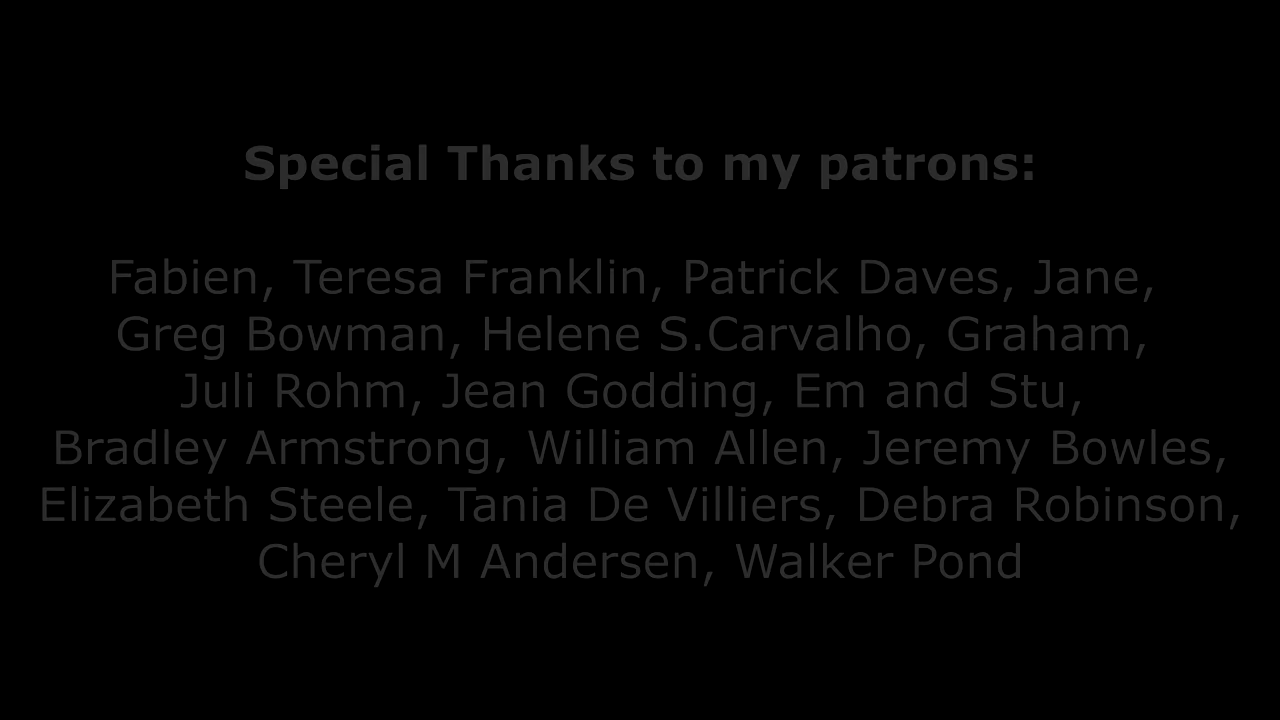 Special Thanks to my patrons:
Fabien, Teresa Franklin, Patrick Daves, Jane,
Greg Bowman, Helene S.Carvalho, Graham,
Juli Rohm, Jean Godding, Em and Stu,
Bradley Armstrong, William Allen, Jeremy Bowles,
Elizabeth Steele, Tania De Villiers, Debra Robinson,
Cheryl M Andersen, Walker Pond